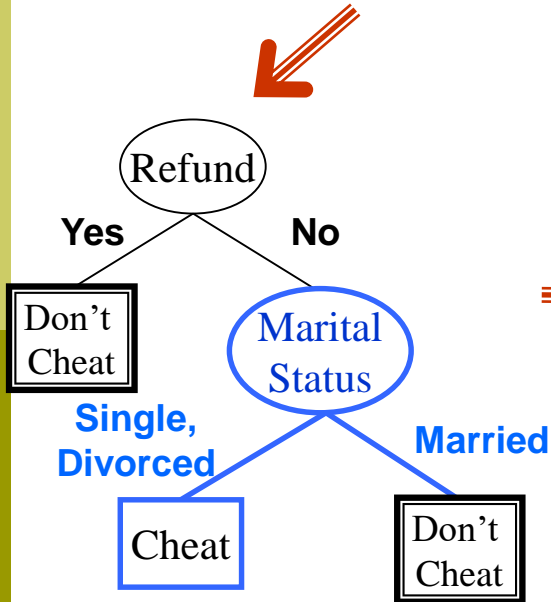 Refund
Yes
No
Don’t
Cheat
Marital
Status
Single,
Divorced
Married
Cheat
Don’t
Cheat